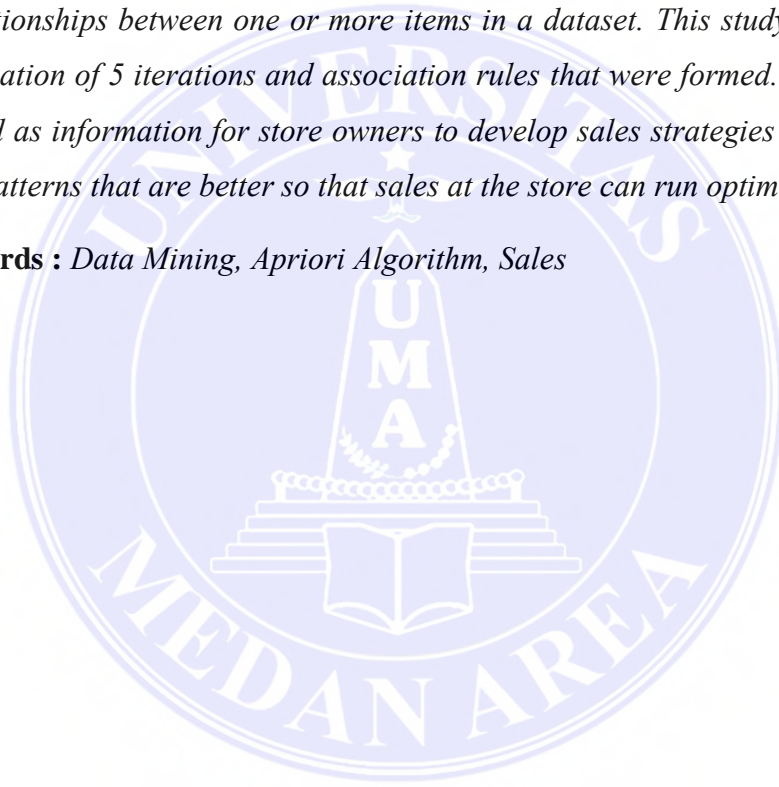 tionships between one or more items in a dataset. This study
ation of 5 iterations and association rules that were formed.
l as information for store owners to develop sales strategies
atterns that are better so that sales at the store can run optim
rds : Data Mining, Apriori Algorithm, Sales
UNIVERSITAS
UMA
MEDAN AREA